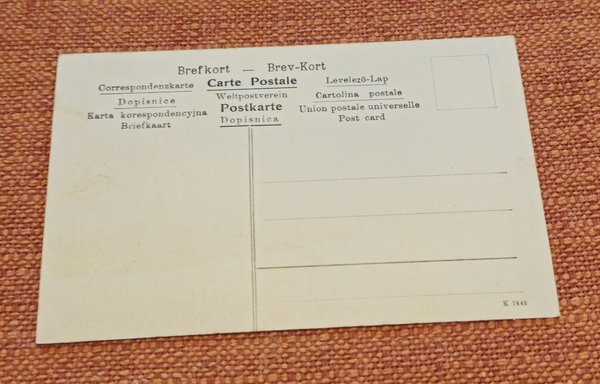 Brefkort — Brev-Kort
Correspondenzkarte Carte Postale Levelező-Lap
Dopisnice Weltpostverein Cartolina postale
Karta korespondencyjna Postkarte Union postale universelle
Briefkaart Dopisnica Post card
K 7448